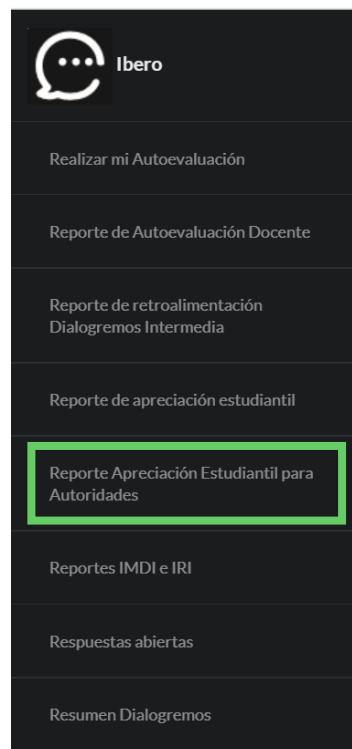 Ibero
Realizar mi Autoevaluación
Reporte de Autoevaluación Docente
Reporte de retroalimentación
Dialogremos Intermedia
Reporte de apreciación estudiantil
Reporte Apreciación Estudiantil para
Autoridades
Reportes IMDI e IRI
Respuestas abiertas
Resumen Dialogremos